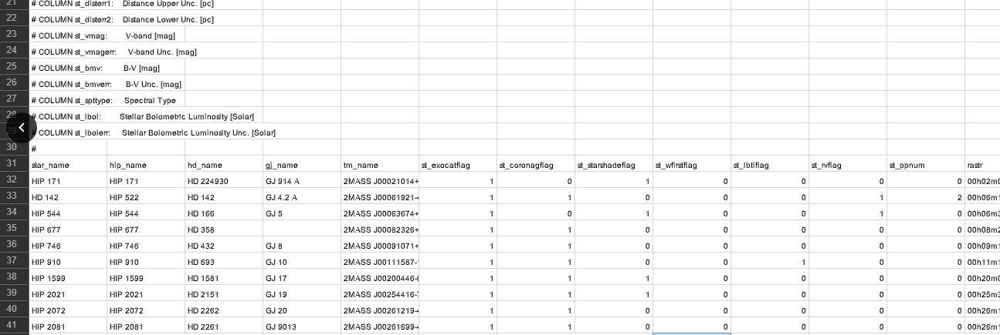 21 # COLUMN st_disterr1: Distance Upper Unc. [pc]
22 # COLUMN st_disterr2: Distance Lower Unc. [pc]
23 # COLUMN st_vmag: V-band [mag]
24 # COLUMN st_vmagerr: V-band Unc. [mag]
25 # COLUMN st_bmv: B-V [mag]
26 # COLUMN st_bmverr: B-V Unc. [mag]
27 # COLUMN st_spttype: Spectral Type
28 # COLUMN st_lbol: Stellar Bolometric Luminosity [Solar]
29 # COLUMN st_lbolerr: Stellar Bolometric Luminosity Unc. [Solar]
30 #
31 star_name hip_name hd_name gj_name tm_name st_exocatflag st_coronagflag st_starshadeflag st_wfirstflag st_lbtiflag st_rvflag st_ppnum rastr
32 HIP 171 HIP 171 HD 224930 GJ 914 A 2MASS J00021014+ 1 0 1 0 0 0 0 00h02m0
33 HD 142 HIP 522 HD 142 GJ 4.2 A 2MASS J00061921- 1 1 0 0 0 1 2 00h06m1
34 HIP 544 HIP 544 HD 166 GJ 5 2MASS J00063674+ 1 0 1 0 0 1 0 00h06m3
35 HIP 677 HIP 677 HD 358 2MASS J00082326+ 1 1 0 0 0 0 0 00h08m2
36 HIP 746 HIP 746 HD 432 GJ 8 2MASS J00091071+ 1 1 0 0 0 0 0 00h09m1
37 HIP 910 HIP 910 HD 693 GJ 10 2MASS J00111587- 1 1 0 0 1 0 0 00h11m1
38 HIP 1599 HIP 1599 HD 1581 GJ 17 2MASS J00200446- 1 1 1 0 0 0 0 00h20m0
39 HIP 2021 HIP 2021 HD 2151 GJ 19 2MASS J00254416- 1 1 1 0 0 0 0 00h25m3
40 HIP 2072 HIP 2072 HD 2262 GJ 20 2MASS J00261219- 1 1 0 0 0 0 0 00h26m1
41 HIP 2081 HIP 2081 HD 2261 GJ 9013 2MASS J00261699- 1 1 0 0 0 0 0 00h26m1